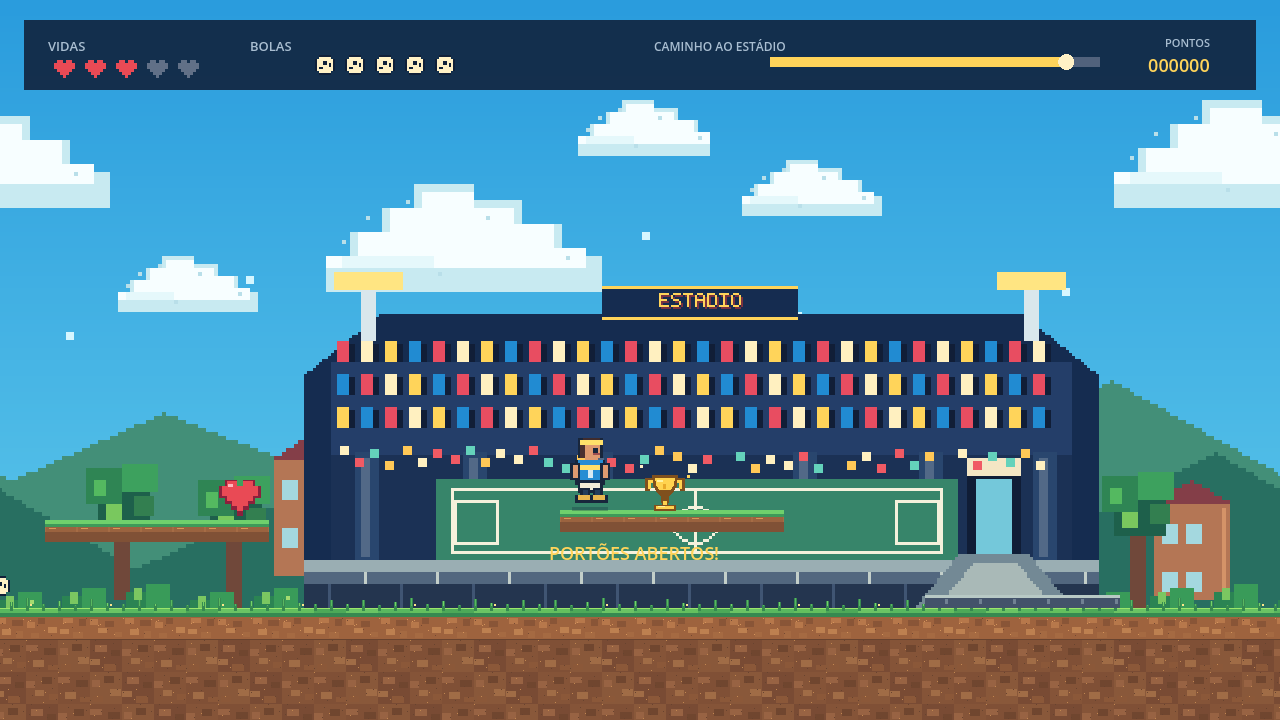 VIDAS
BOLAS
CAMINHO AO ESTÁDIO
PONTOS
000000
ESTADIO
PORTÕES ABERTOS!